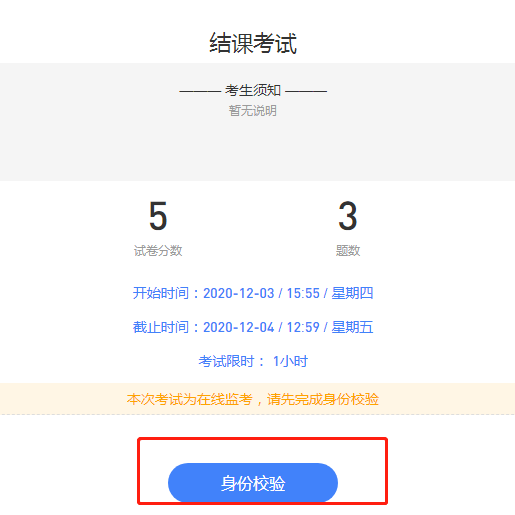 结课考试
——— 考生须知 ———
暂无说明
5 3
试卷分数 题数
开始时间：2020-12-03 / 15:55 / 星期四
截止时间：2020-12-04 / 12:59 / 星期五
考试限时： 1小时
本次考试为在线监考，请先完成身份校验
身份校验